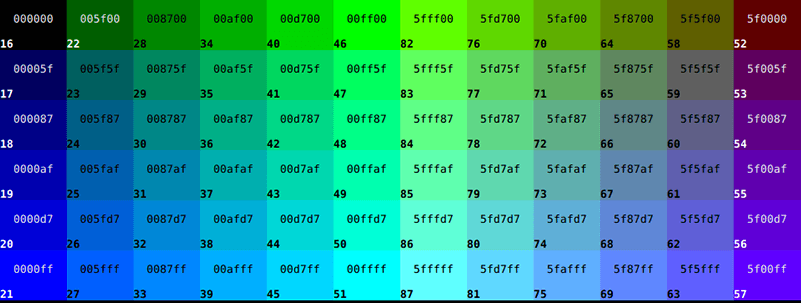 000000 005f00 008700 00af00 00d700 00ff00 5fff00 5fd700 5faf00 5f8700 5f5f00 5f0000
16 22 28 34 40 46 82 76 70 64 58 52
00005f 005f5f 00875f 00af5f 00d75f 00ff5f 5fff5f 5fd75f 5faf5f 5f875f 5f5f5f 5f005f
17 23 29 35 41 47 83 77 71 65 59 53
000087 005f87 008787 00af87 00d787 00ff87 5fff87 5fd787 5faf87 5f8787 5f5f87 5f0087
18 24 30 36 42 48 84 78 72 66 60 54
0000af 005faf 0087af 00afaf 00d7af 00ffaf 5fffaf 5fd7af 5fafaf 5f87af 5f5faf 5f00af
19 25 31 37 43 49 85 79 73 67 61 55
0000d7 005fd7 0087d7 00afd7 00d7d7 00ffd7 5fffd7 5fd7d7 5fafd7 5f87d7 5f5fd7 5f00d7
20 26 32 38 44 50 86 80 74 68 62 56
0000ff 005fff 0087ff 00afff 00d7ff 00ffff 5fffff 5fd7ff 5fafff 5f87ff 5f5fff 5f00ff
21 27 33 39 45 51 87 81 75 69 63 57